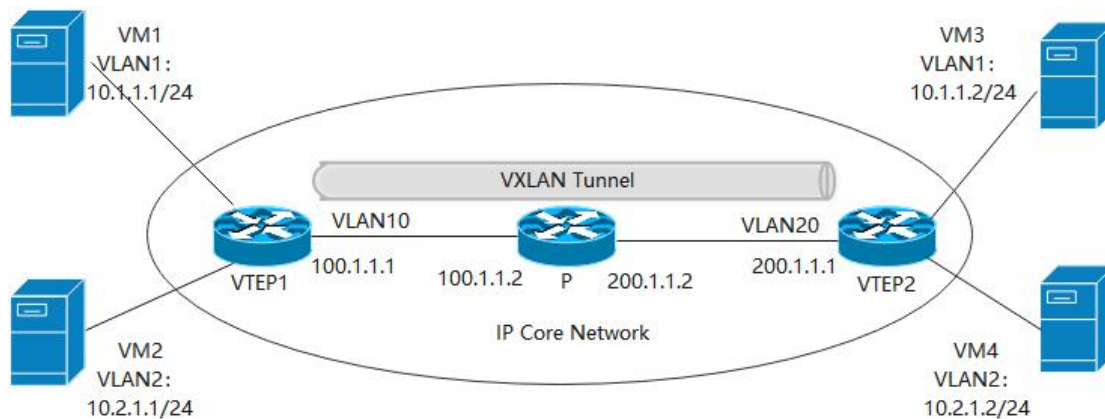 VM1
VLAN1:
10.1.1.1/24
VM3
VLAN1:
10.1.1.2/24
VXLAN Tunnel
VLAN10
VLAN20
100.1.1.1
100.1.1.2
200.1.1.2
200.1.1.1
VTEP1
P
VTEP2
IP Core Network
VM2
VLAN2:
10.2.1.1/24
VM4
VLAN2:
10.2.1.2/24